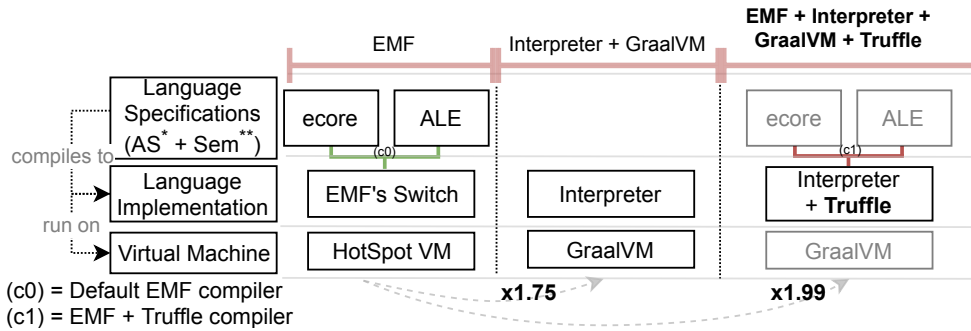 EMF
Interpreter + GraalVM
EMF + Interpreter +
GraalVM + Truffle
Language
Specifications
(AS* + Sem**)
ecore
ALE
(c0)
ecore
ALE
(c1)
compiles to
Language
Implementation
EMF's Switch
Interpreter
Interpreter
+ Truffle
run on
Virtual Machine
HotSpot VM
GraalVM
GraalVM
(c0) = Default EMF compiler
x1.75
x1.99
(c1) = EMF + Truffle compiler